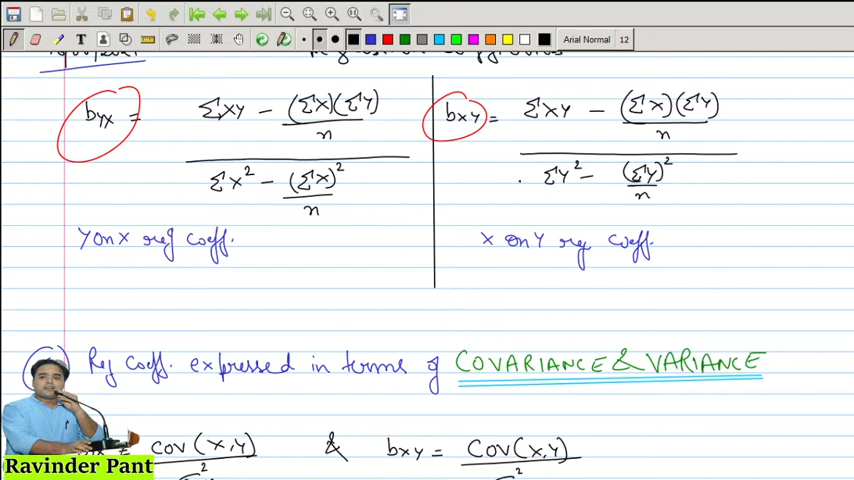 Arial Normal 12
byx = ΣXY − (ΣX)(ΣY)/n
ΣX² − (ΣX)²/n
Y on X reg coeff.
bxy = ΣXY − (ΣX)(ΣY)/n
ΣY² − (ΣY)²/n
X on Y reg coeff.
Reg Coeff. expressed in terms of COVARIANCE & VARIANCE
= COV(X,Y) & bxy = COV(X,Y)
Ravinder Pant